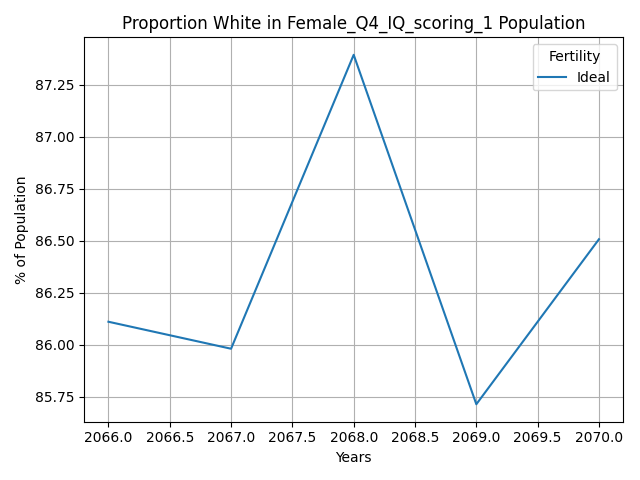 Proportion White in Female_Q4_IQ_scoring_1 Population
Fertility
Ideal
87.25
87.00
86.75
86.50
86.25
86.00
85.75
% of Population
2066.0 2066.5 2067.0 2067.5 2068.0 2068.5 2069.0 2069.5 2070.0
Years